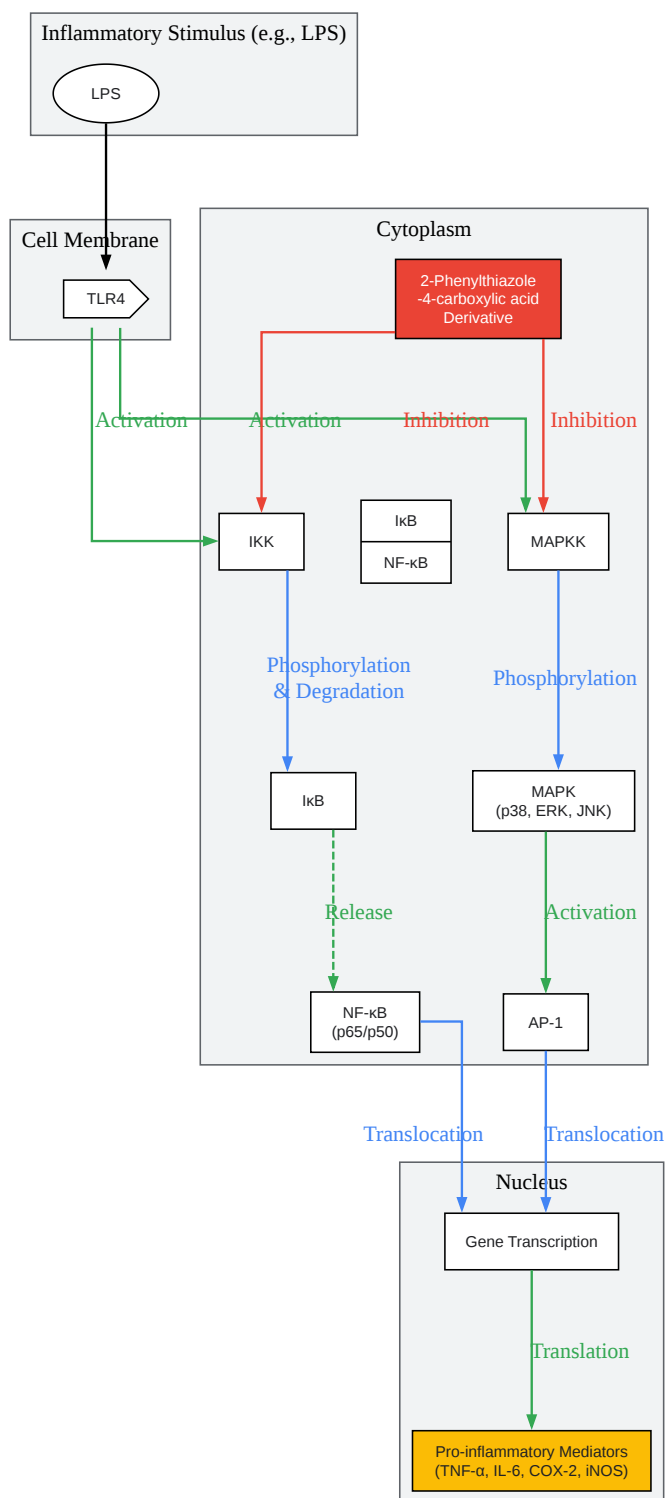 Inflammatory Stimulus (e.g., LPS)
LPS
Cell Membrane
TLR4
Cytoplasm
2-Phenylthiazole
-4-carboxylic acid
Derivative
Activation
Activation
Inhibition
Inhibition
IKK
IκB
NF-κB
MAPKK
Phosphorylation
& Degradation
Phosphorylation
IκB
MAPK
(p38, ERK, JNK)
Release
Activation
NF-κB
(p65/p50)
AP-1
Translocation
Translocation
Nucleus
Gene Transcription
Translation
Pro-inflammatory Mediators
(TNF-α, IL-6, COX-2, iNOS)